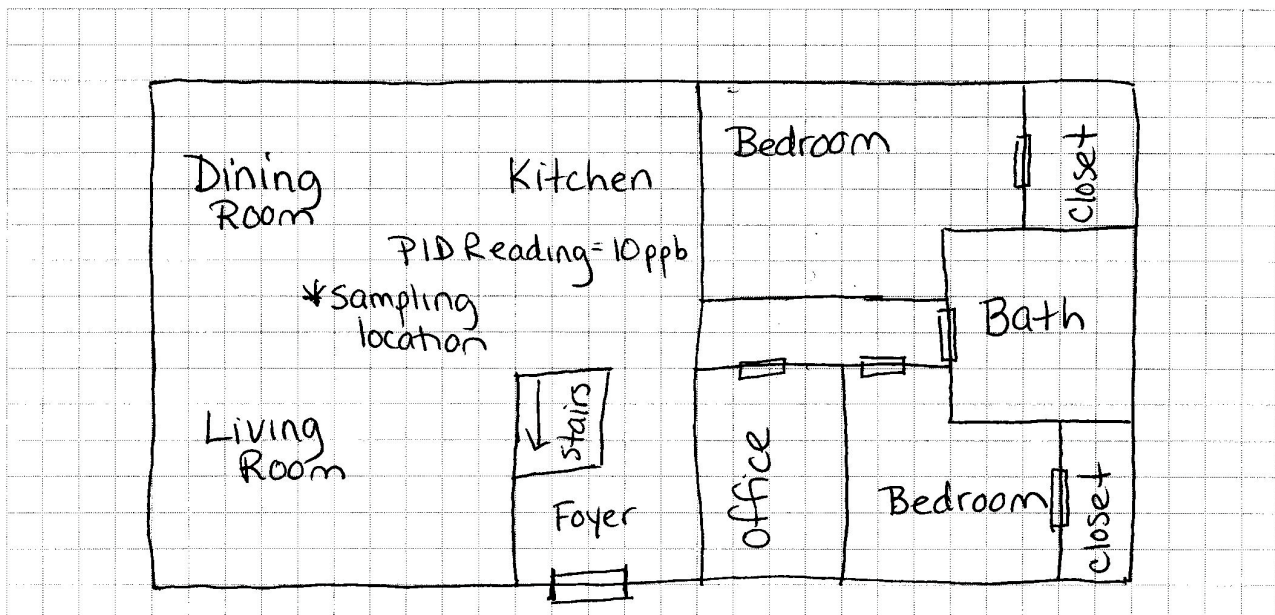 Bedroom
Closet
Dining
Room
Kitchen
PID Reading = 10ppb
*Sampling
location
Bath
Stairs
Living
Room
Office
Bedroom
Closet
Foyer